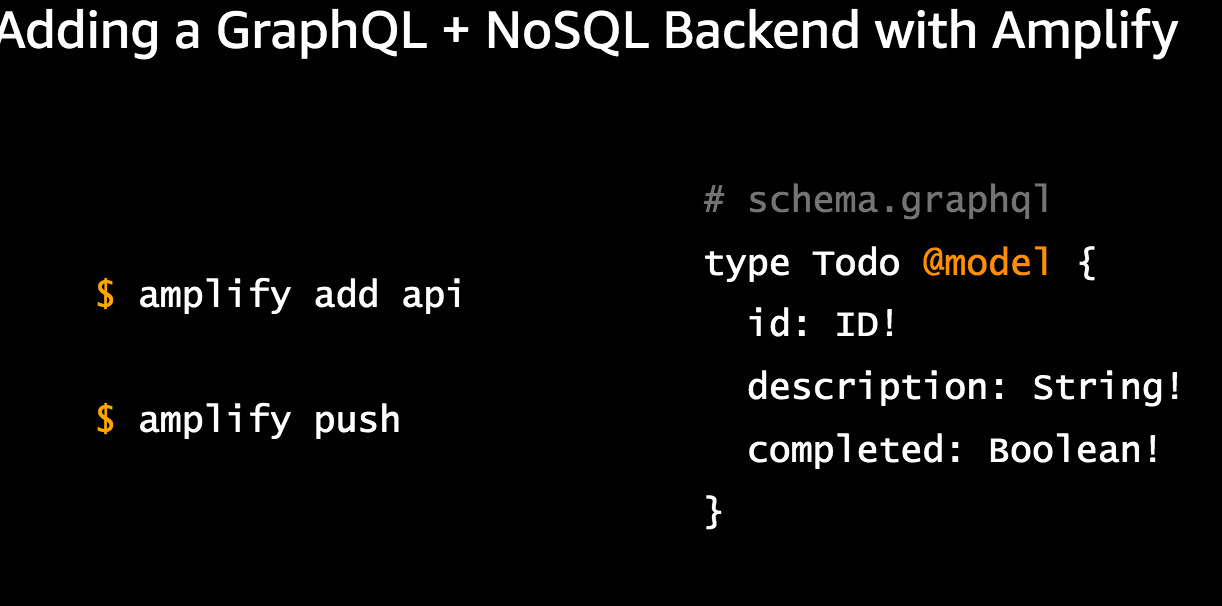 Adding a GraphQL + NoSQL Backend with Amplify
$ amplify add api
$ amplify push
# schema.graphql
type Todo @model {
  id: ID!
  description: String!
  completed: Boolean!
}